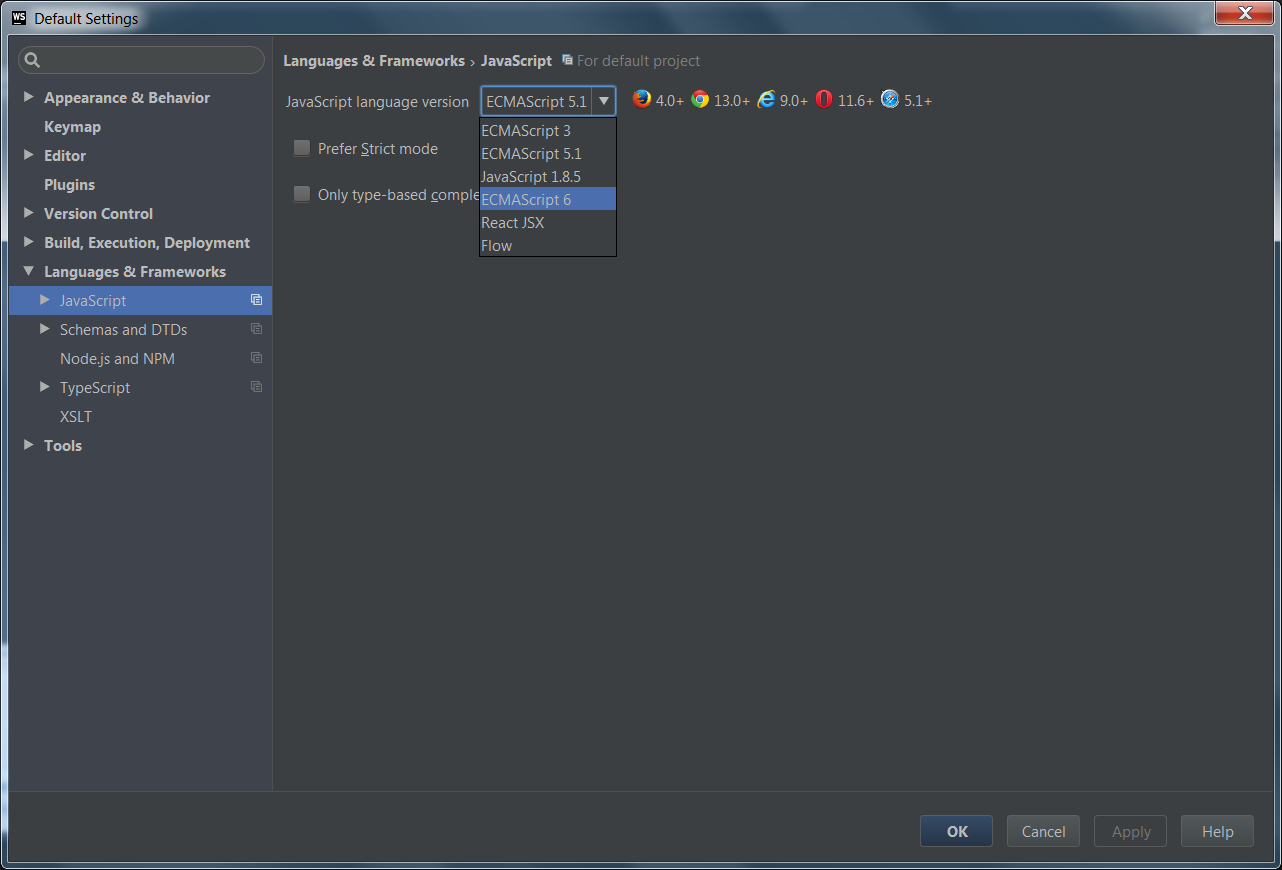 WS Default Settings
Appearance & Behavior
Keymap
Editor
Plugins
Version Control
Build, Execution, Deployment
Languages & Frameworks
JavaScript
Schemas and DTDs
Node.js and NPM
TypeScript
XSLT
Tools
Languages & Frameworks › JavaScript For default project
JavaScript language version ECMAScript 5.1 4.0+ 13.0+ 9.0+ 11.6+ 5.1+
ECMAScript 3
ECMAScript 5.1
JavaScript 1.8.5
ECMAScript 6
React JSX
Flow
Prefer Strict mode
Only type-based comple
OK Cancel Apply Help